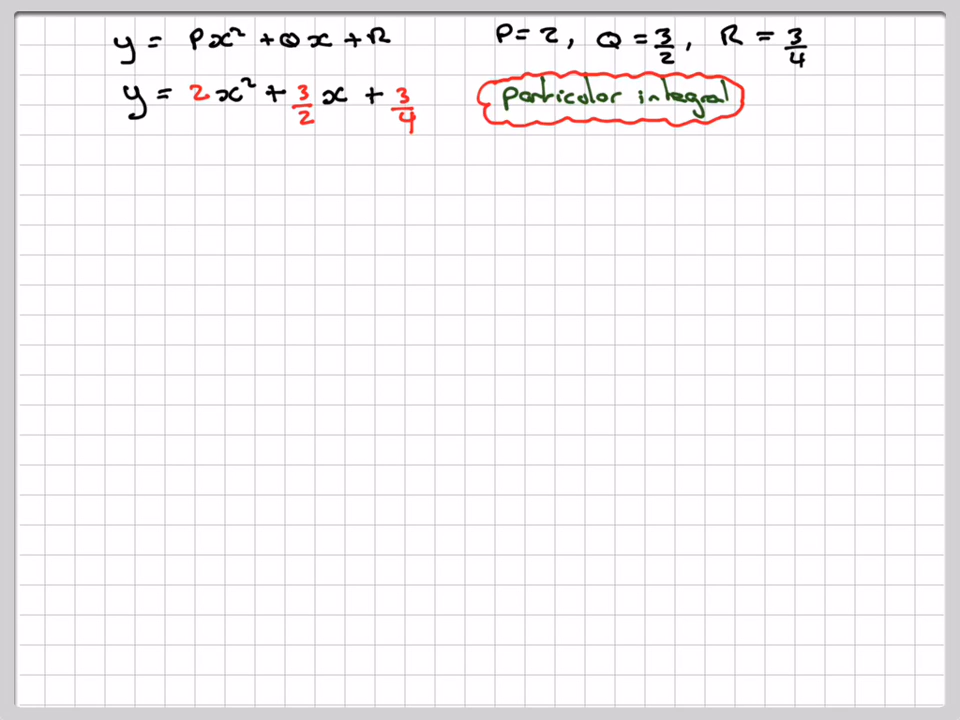 y = Px² + Qx + R P = 2, Q = 3/2, R = 3/4
y = 2x² + 3/2 x + 3/4 particular integral